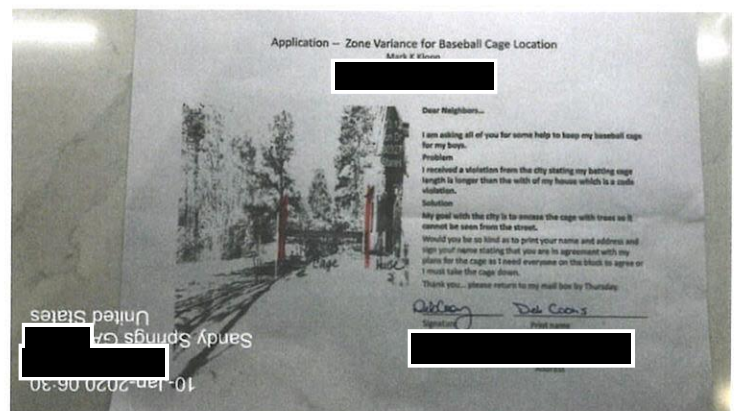 Application – Zone Variance for Baseball Cage Location
Mark K
Dear Neighbors...
I am asking all of you for some help to keep my baseball cage
for my boys.
Problem
I received a violation from the city stating my batting cage
length is longer than the with of my house which is a code
violation.
Solution
My goal with the city is to encase the cage with trees so it
cannot be seen from the street.
Would you be so kind as to print your name and address and
sign your name stating that you are in agreement with my
plans for the cage as I need everyone on the block to agree or
I must take the cage down.
Thank you... please return to my mail box by Thursday
Cage
House
Deb Coons
Signature Print name
Address
10-Jan-2020 06:30
Sandy Springs GA
United States